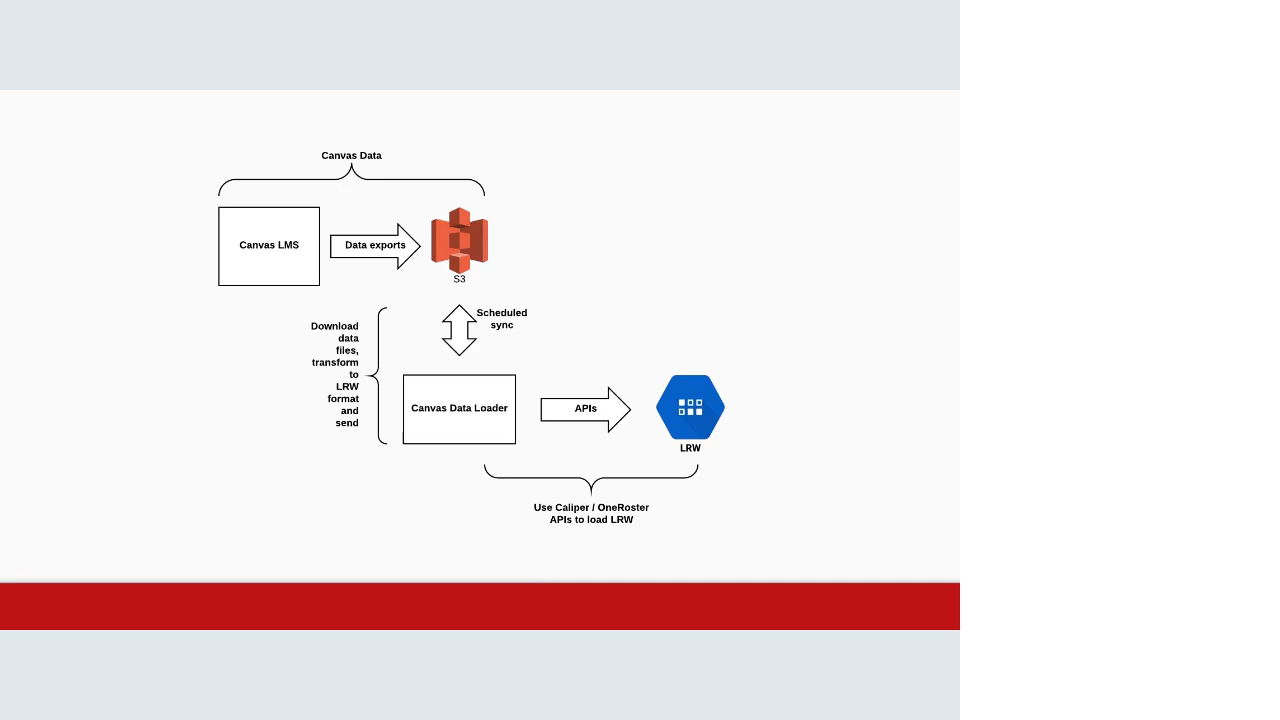 Canvas Data
Canvas LMS
Data exports
S3
Scheduled
sync
Download
data
files,
transform
to
LRW
format
and
send
Canvas Data Loader
APIs
LRW
Use Caliper / OneRoster
APIs to load LRW